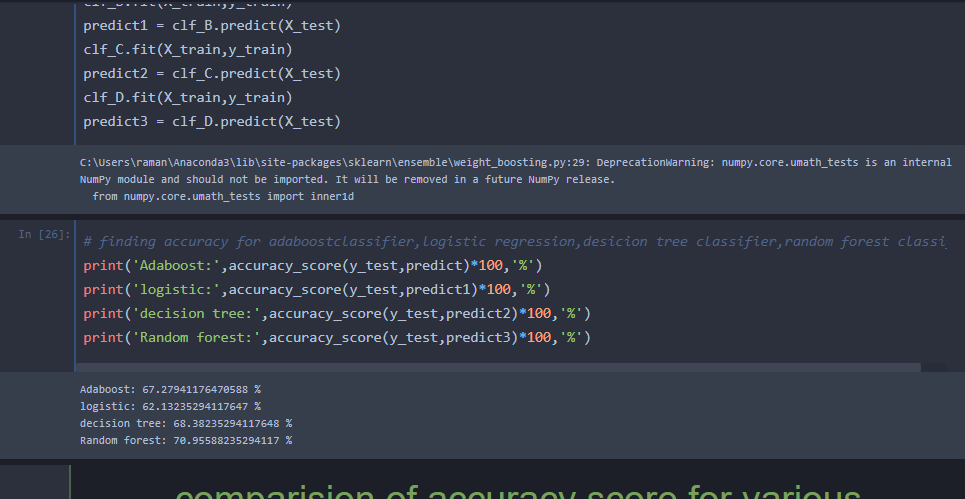 predict1 = clf_B.predict(X_test)
clf_C.fit(X_train,y_train)
predict2 = clf_C.predict(X_test)
clf_D.fit(X_train,y_train)
predict3 = clf_D.predict(X_test)
C:\Users\raman\Anaconda3\lib\site-packages\sklearn\ensemble\weight_boosting.py:29: DeprecationWarning: numpy.core.umath_tests is an internal
NumPy module and should not be imported. It will be removed in a future NumPy release.
from numpy.core.umath_tests import inner1d
In [26]:
# finding accuracy for adaboostclassifier,logistic regression,desicion tree classifier,random forest classi
print('Adaboost:',accuracy_score(y_test,predict)*100,'%')
print('logistic:',accuracy_score(y_test,predict1)*100,'%')
print('decision tree:',accuracy_score(y_test,predict2)*100,'%')
print('Random forest:',accuracy_score(y_test,predict3)*100,'%')
Adaboost: 67.27941176470588 %
logistic: 62.13235294117647 %
decision tree: 68.38235294117648 %
Random forest: 70.95588235294117 %
comparision of accuracy score for various